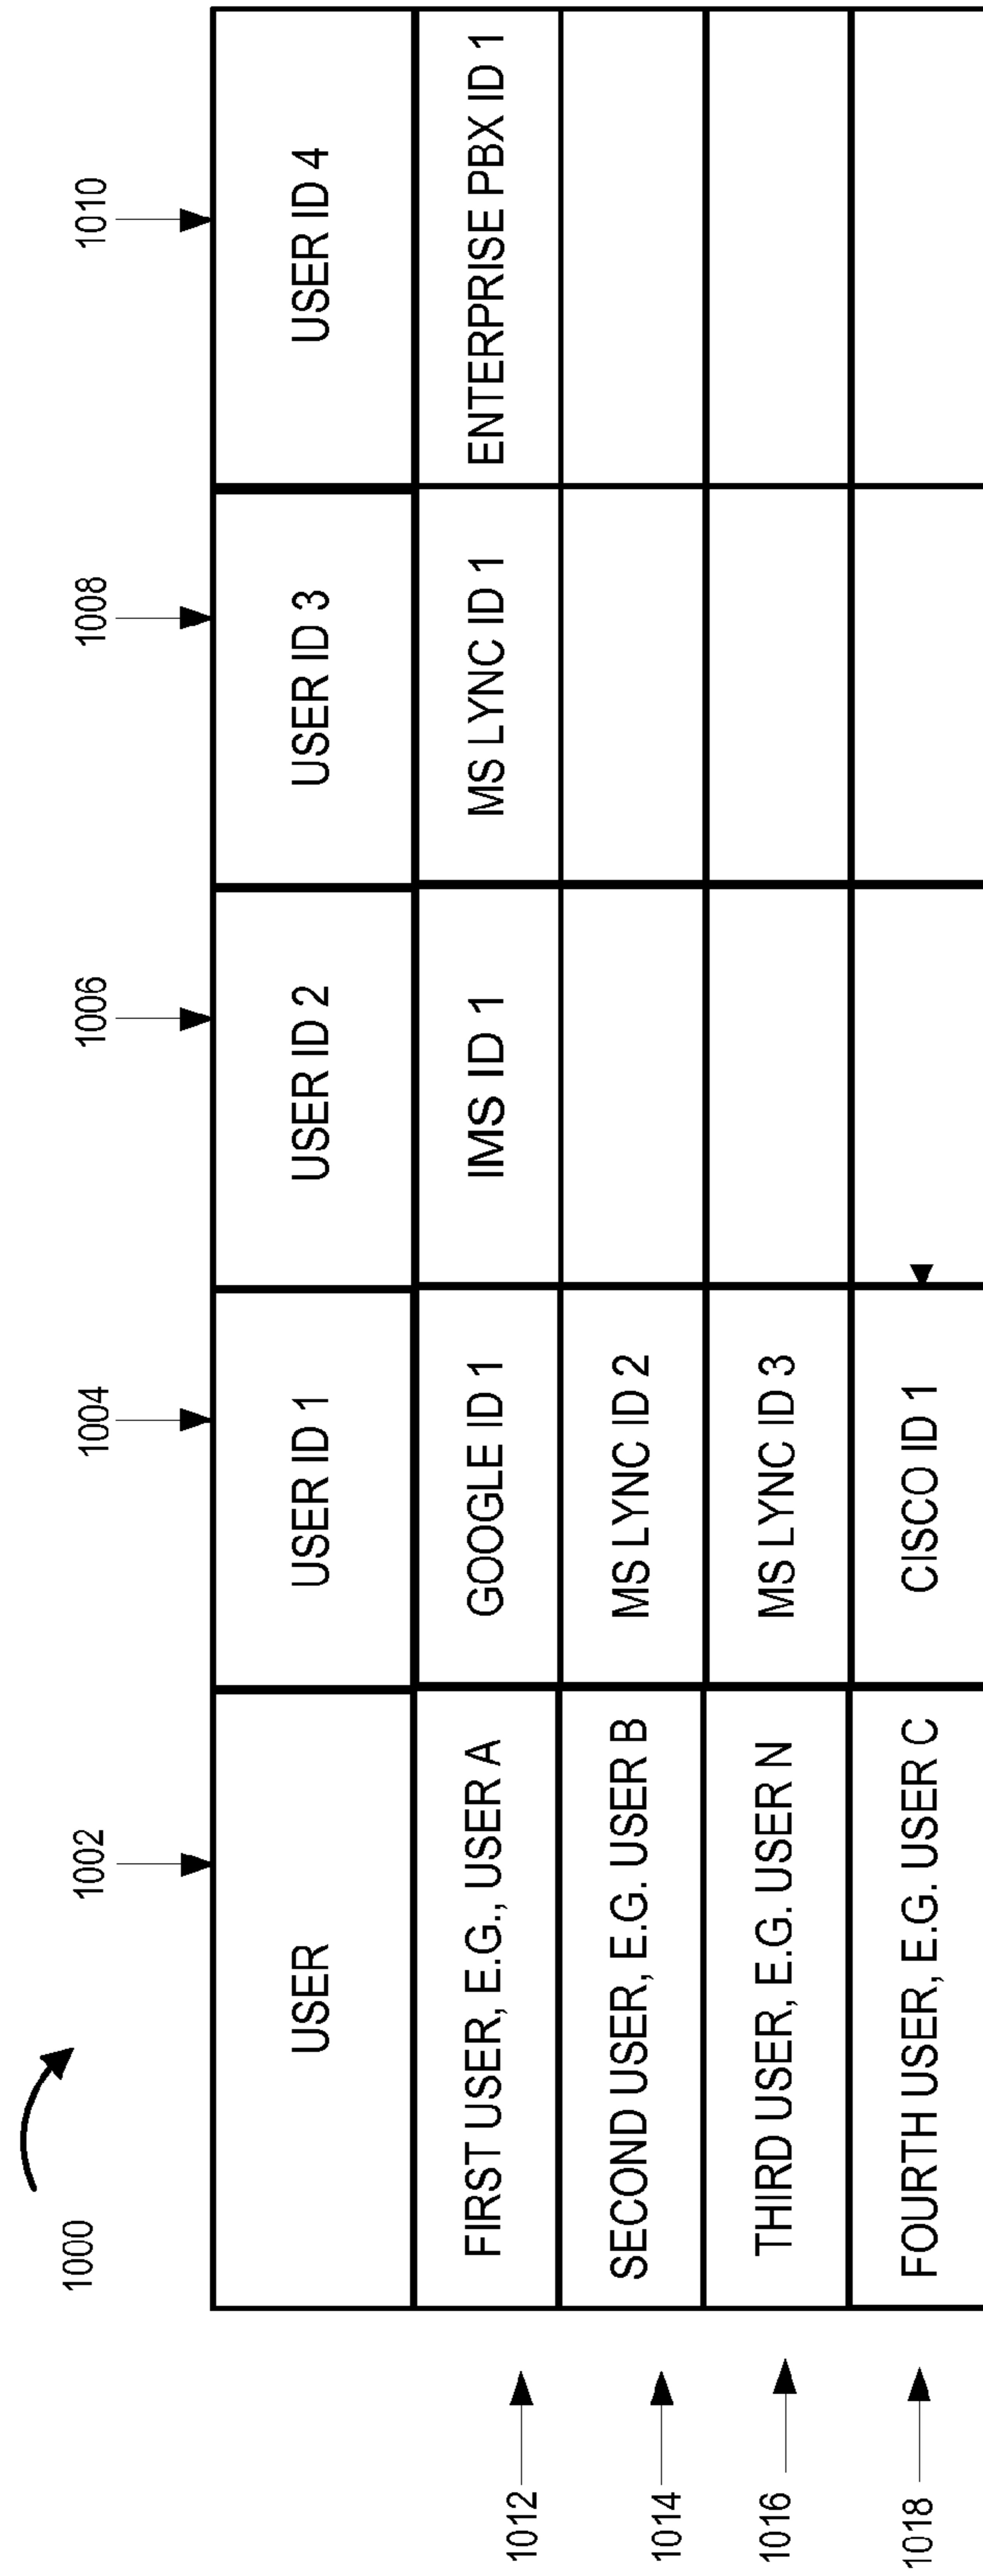 1000
1002
1004
1006
1008
1010
USER
USER ID 1
USER ID 2
USER ID 3
USER ID 4
1012
FIRST USER, E.G., USER A
GOOGLE ID 1
IMS ID 1
MS LYNC ID 1
ENTERPRISE PBX ID 1
1014
SECOND USER, E.G. USER B
MS LYNC ID 2
1016
THIRD USER, E.G. USER N
MS LYNC ID 3
1018
FOURTH USER, E.G. USER C
CISCO ID 1